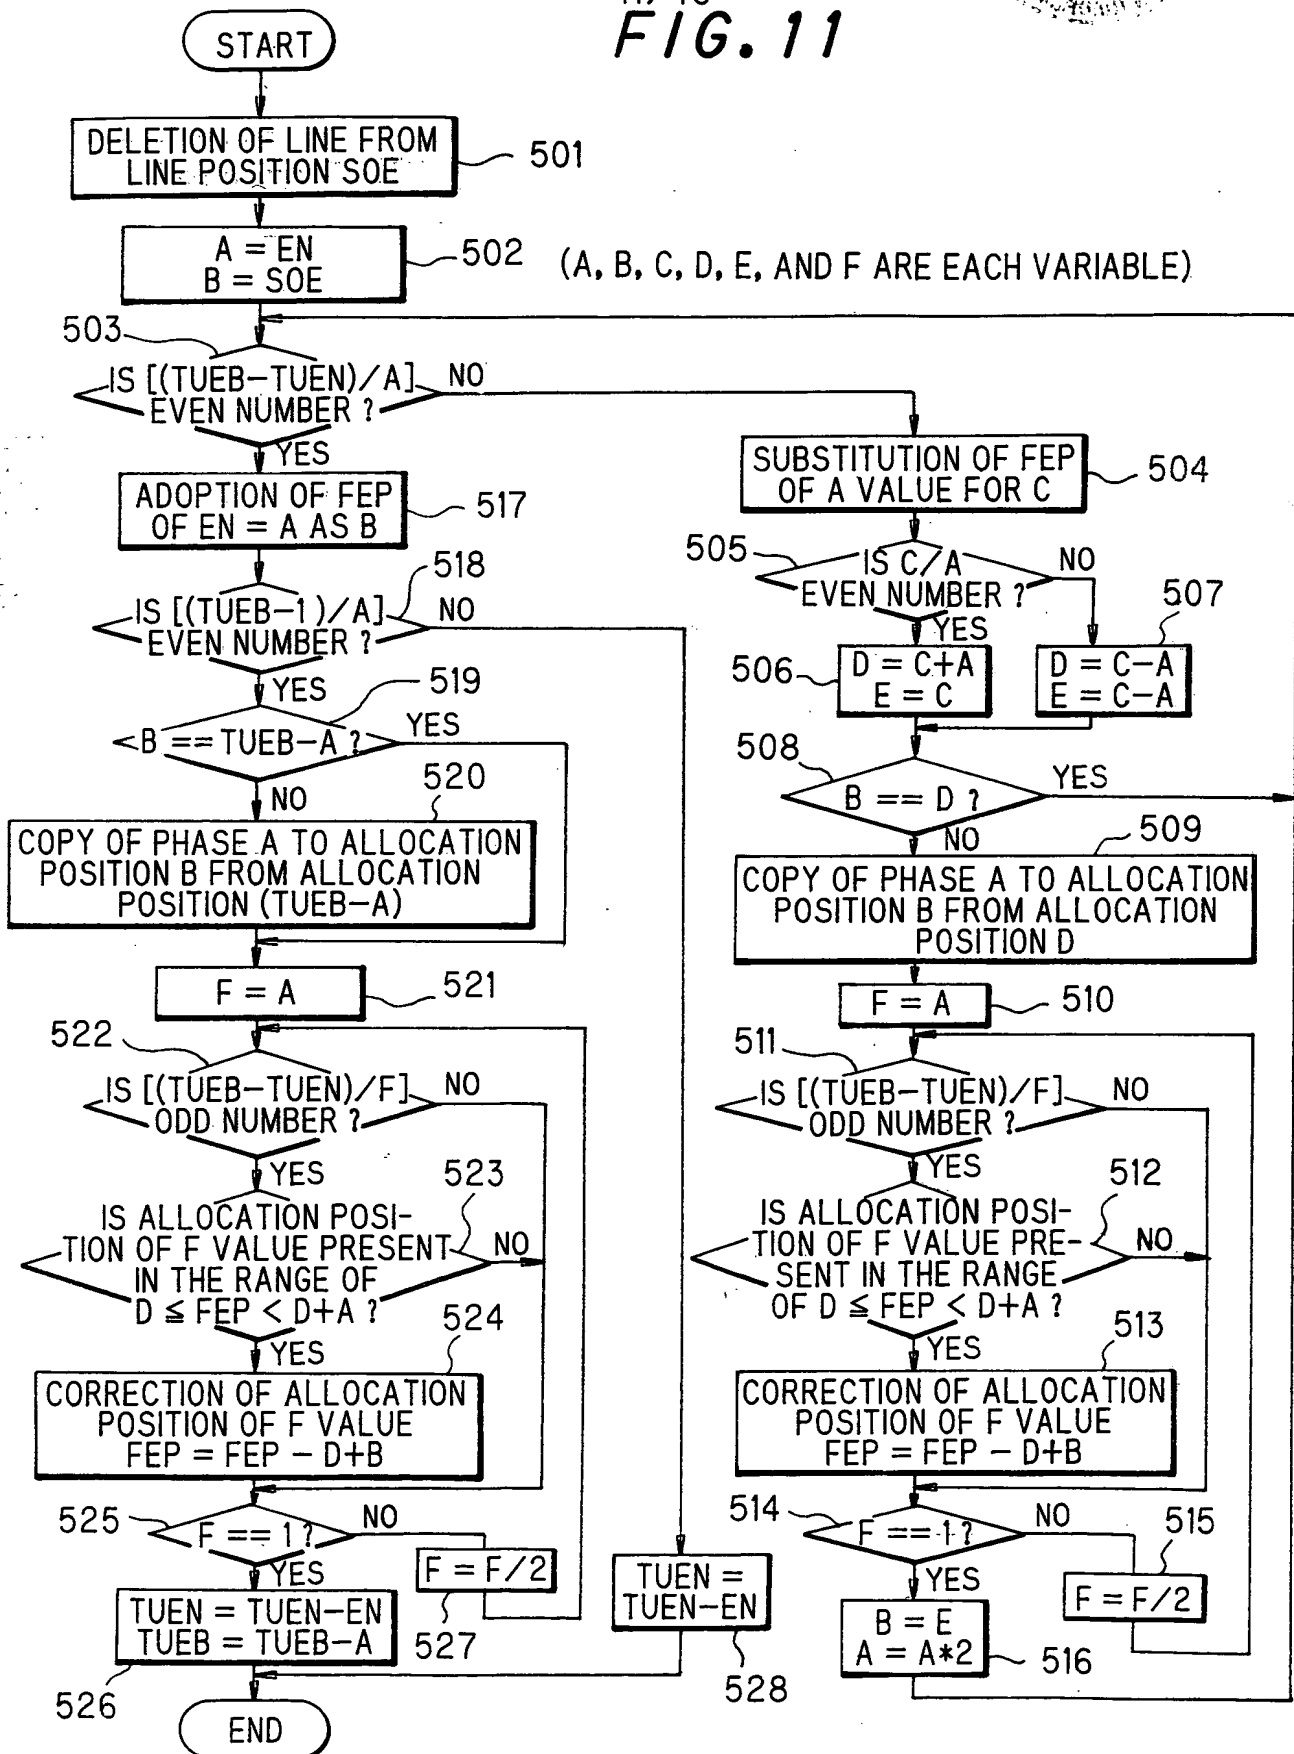 FIG. 11
START
DELETION OF LINE FROM
LINE POSITION SOE
501
A = EN
B = SOE
502
(A, B, C, D, E, AND F ARE EACH VARIABLE)
503
IS [(TUEB-TUEN)/A]
EVEN NUMBER ?
NO
YES
ADOPTION OF FEP
OF EN = A AS B
517
518
IS [(TUEB-1)/A]
EVEN NUMBER ?
NO
YES
519
B == TUEB-A ?
YES
NO
520
COPY OF PHASE A TO ALLOCATION
POSITION B FROM ALLOCATION
POSITION (TUEB-A)
F = A
521
522
IS [(TUEB-TUEN)/F]
ODD NUMBER ?
NO
YES
523
IS ALLOCATION POSI-
TION OF F VALUE PRESENT
IN THE RANGE OF
D ≦ FEP < D+A ?
NO
YES
524
CORRECTION OF ALLOCATION
POSITION OF F VALUE
FEP = FEP - D+B
525
F == 1 ?
NO
YES
F = F/2
527
TUEN = TUEN-EN
TUEB = TUEB-A
526
TUEN =
TUEN-EN
528
END
SUBSTITUTION OF FEP
OF A VALUE FOR C
504
505
IS C/A
EVEN NUMBER ?
NO
YES
507
506
D = C+A
E = C
D = C-A
E = C-A
508
B == D ?
YES
NO
509
COPY OF PHASE A TO ALLOCATION
POSITION B FROM ALLOCATION
POSITION D
F = A
510
511
IS [(TUEB-TUEN)/F]
ODD NUMBER ?
NO
YES
512
IS ALLOCATION POSI-
TION OF F VALUE PRE-
SENT IN THE RANGE
OF D ≦ FEP < D+A ?
NO
YES
513
CORRECTION OF ALLOCATION
POSITION OF F VALUE
FEP = FEP - D+B
514
F == 1 ?
NO
YES
515
F = F/2
B = E
A = A*2
516